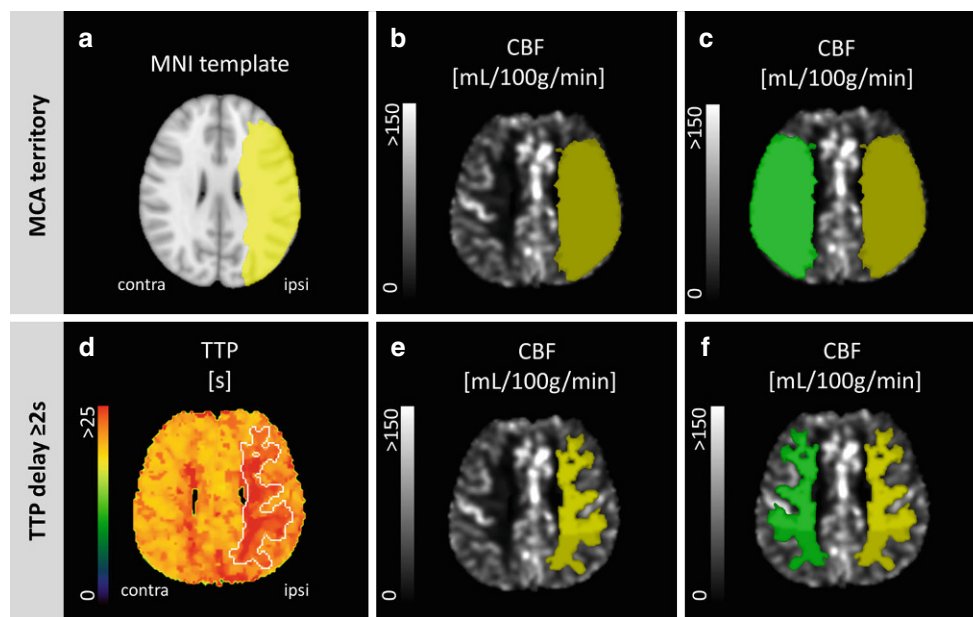 MCA territory
a
MNI template
contra
ipsi
b
CBF
[mL/100g/min]
>150
0
c
CBF
[mL/100g/min]
>150
0
TTP delay ≥2s
d
TTP
[s]
>25
0
contra
ipsi
e
CBF
[mL/100g/min]
>150
0
f
CBF
[mL/100g/min]
>150
0